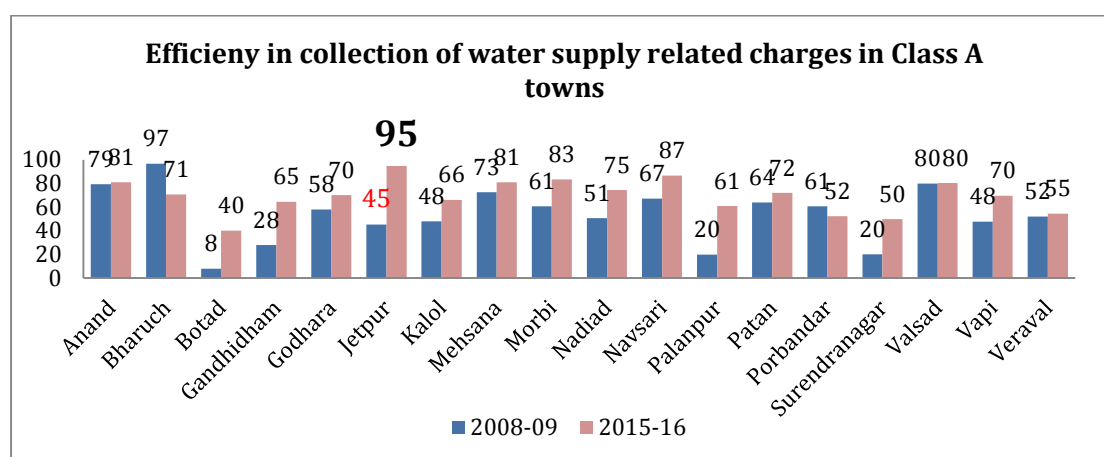 Efficieny in collection of water supply related charges in Class A
towns
100
80
60
40
20
0
79 81
97 71
8 40
28 65
58 70
45 95
48 66
73 81
61 83
51 75
67 87
20 61
64 72
61 52
20 50
80 80
48 70
52 55
Anand
Bharuch
Botad
Gandhidham
Godhara
Jetpur
Kalol
Mehsana
Morbi
Nadiad
Navsari
Palanpur
Patan
Porbandar
Surendranagar
Valsad
Vapi
Veraval
2008-09 2015-16